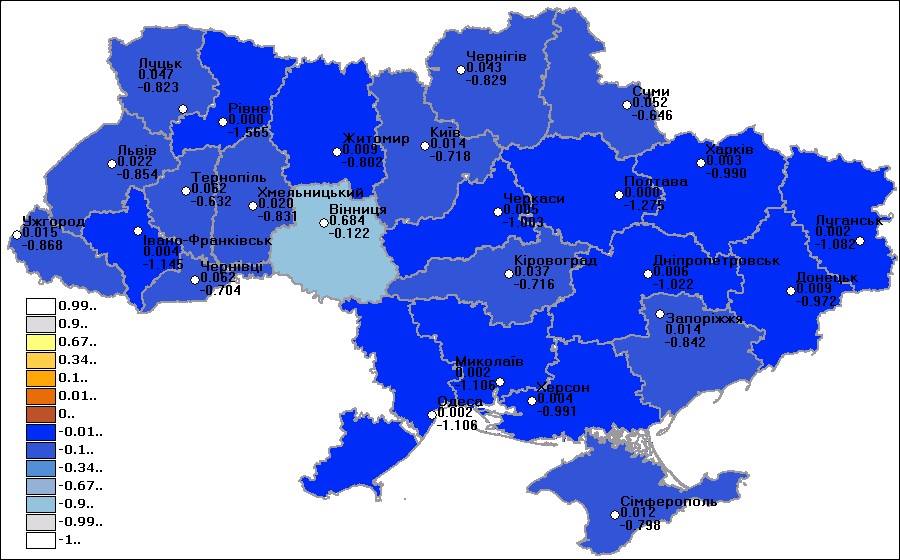 Чернігів
0.043
-0.829
Луцьк
0.047
-0.823
Суми
0.052
-0.646
Рівне
0.000
-1.565
Житомир
0.009
-0.802
Київ
0.014
-0.718
Харків
0.003
-0.990
Львів
0.022
-0.854
Тернопіль
0.062
-0.632
Хмельницький
0.020
-0.831
Вінниця
0.684
-0.122
Черкаси
0.005
-1.003
Полтава
0.000
-1.275
Ужгород
0.015
-0.868
Івано-Франківськ
0.004
-1.145
Чернівці
0.062
-0.704
Луганськ
0.002
-1.082
Кіровоград
0.037
-0.716
Дніпропетровськ
0.006
-1.022
Донецьк
0.009
-0.972
Запоріжжя
0.014
-0.842
Миколаїв
0.002
-1.106
Херсон
0.004
-0.991
Одеса
0.002
-1.106
Сімферополь
0.012
-0.798
0.99..
0.9..
0.67..
0.34..
0.1..
0.01..
0..
-0.01..
-0.1..
-0.34..
-0.67..
-0.9..
-0.99..
-1..